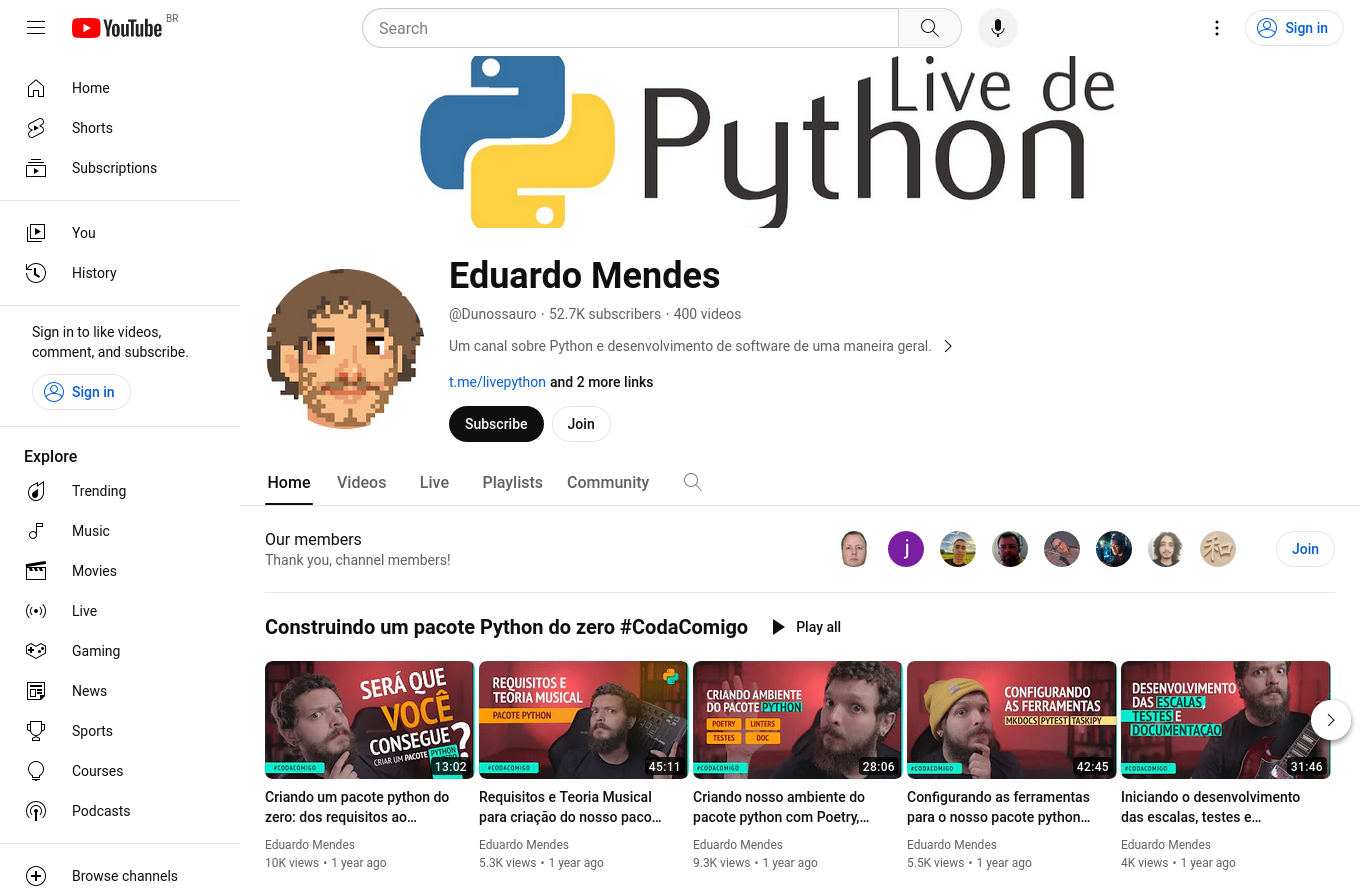 YouTube BR
Search
Sign in
Home
Shorts
Subscriptions
You
History
Sign in to like videos,
comment, and subscribe.
Sign in
Explore
Trending
Music
Movies
Live
Gaming
News
Sports
Courses
Podcasts
Browse channels
Live de
Python
Eduardo Mendes
@Dunossauro · 52.7K subscribers · 400 videos
Um canal sobre Python e desenvolvimento de software de uma maneira geral.
t.me/livepython and 2 more links
Subscribe Join
Home Videos Live Playlists Community
Our members
Thank you, channel members!
j
和
Join
Construindo um pacote Python do zero #CodaComigo Play all
SERÁ QUE
VOCÊ
CONSEGUE?
CRIAR UM PACOTE PYTHON
#CODACOMIGO
13:02
Criando um pacote python do
zero: dos requisitos ao…
Eduardo Mendes
10K views • 1 year ago
REQUISITOS E
TEORIA MUSICAL
PACOTE PYTHON
#CODACOMIGO
45:11
Requisitos e Teoria Musical
para criação do nosso paco…
Eduardo Mendes
5.3K views • 1 year ago
CRIANDO AMBIENTE
DO PACOTE PYTHON
POETRY LINTERS
TESTES DOC
#CODACOMIGO
28:06
Criando nosso ambiente do
pacote python com Poetry,…
Eduardo Mendes
9.3K views • 1 year ago
CONFIGURANDO
AS FERRAMENTAS
MKDOCS PYTEST TASKIPY
#CODACOMIGO
42:45
Configurando as ferramentas
para o nosso pacote python…
Eduardo Mendes
5.5K views • 1 year ago
DESENVOLVIMENTO
DAS ESCALAS
TESTES E
DOCUMENTAÇÃO
#CODACOMIGO
31:46
Iniciando o desenvolvimento
das escalas, testes e…
Eduardo Mendes
4K views • 1 year ago